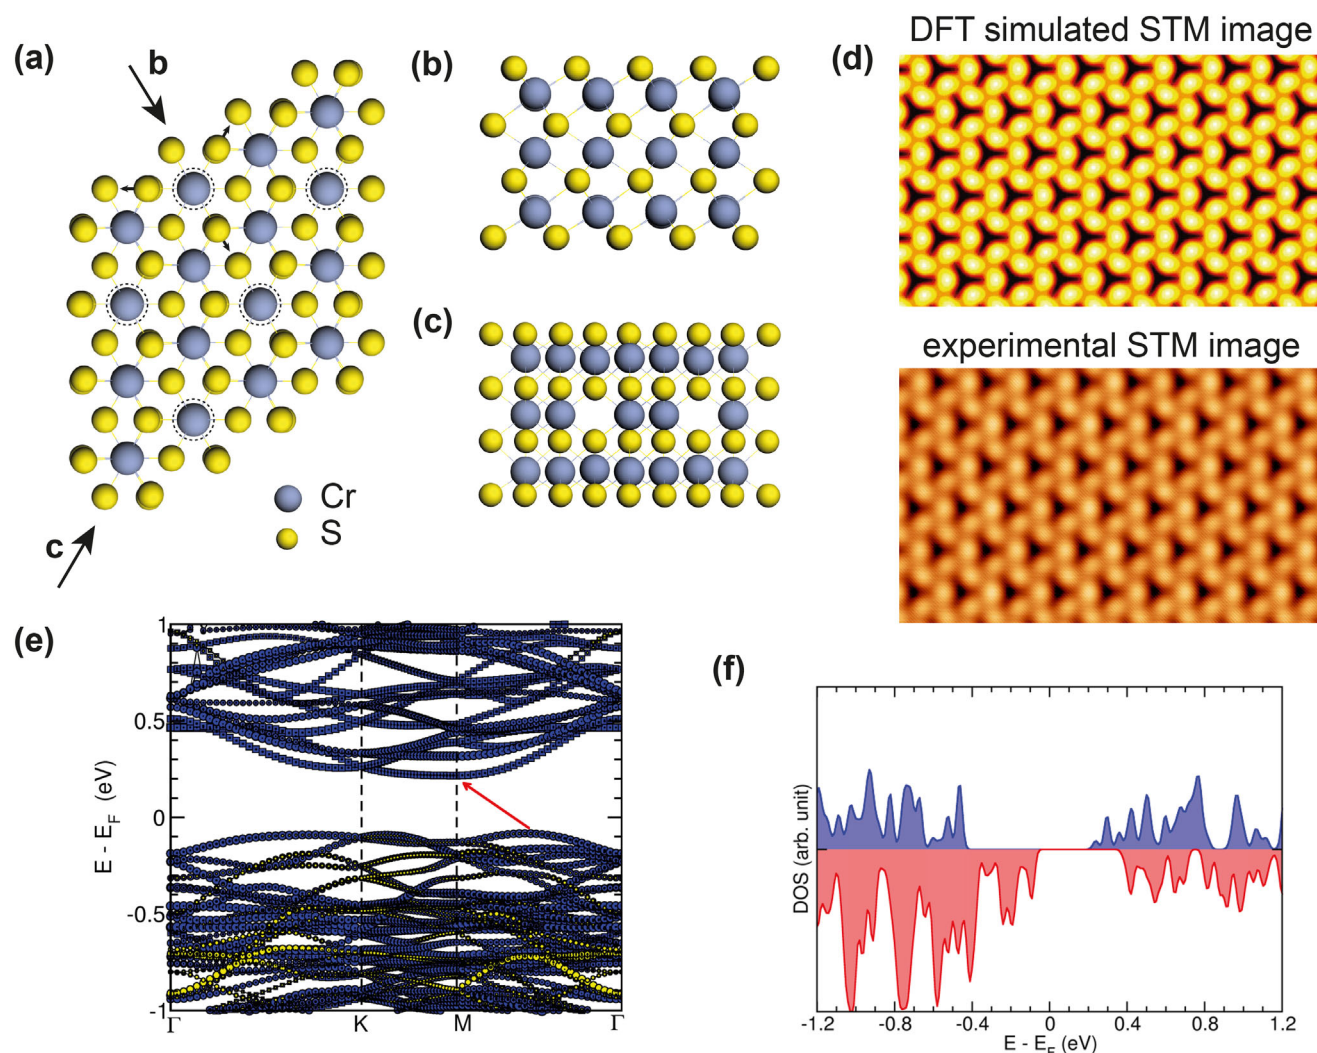 (a)
b
c
Cr
S
(b)
(c)
(d)
DFT simulated STM image
experimental STM image
(e)
E - E_F (eV)
1
0.5
0
-0.5
-1
Γ K M Γ
(f)
DOS (arb. unit)
-1.2 -0.8 -0.4 0 0.4 0.8 1.2
E - E_F (eV)